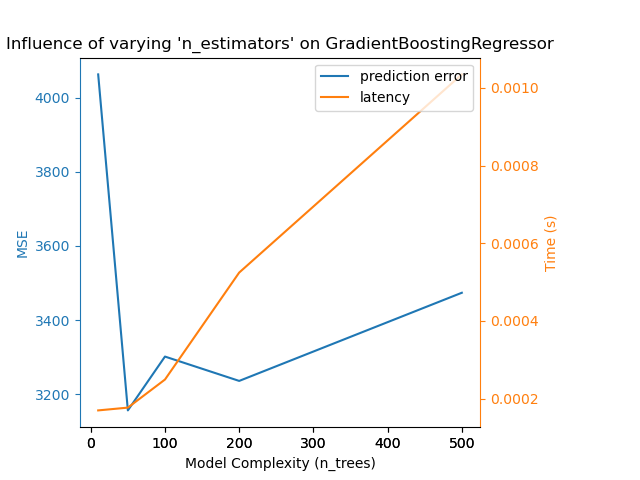 Influence of varying 'n_estimators' on GradientBoostingRegressor
prediction error
latency
4000
3800
3600
3400
3200
MSE
0.0010
0.0008
0.0006
0.0004
0.0002
Time (s)
0
100
200
300
400
500
Model Complexity (n_trees)